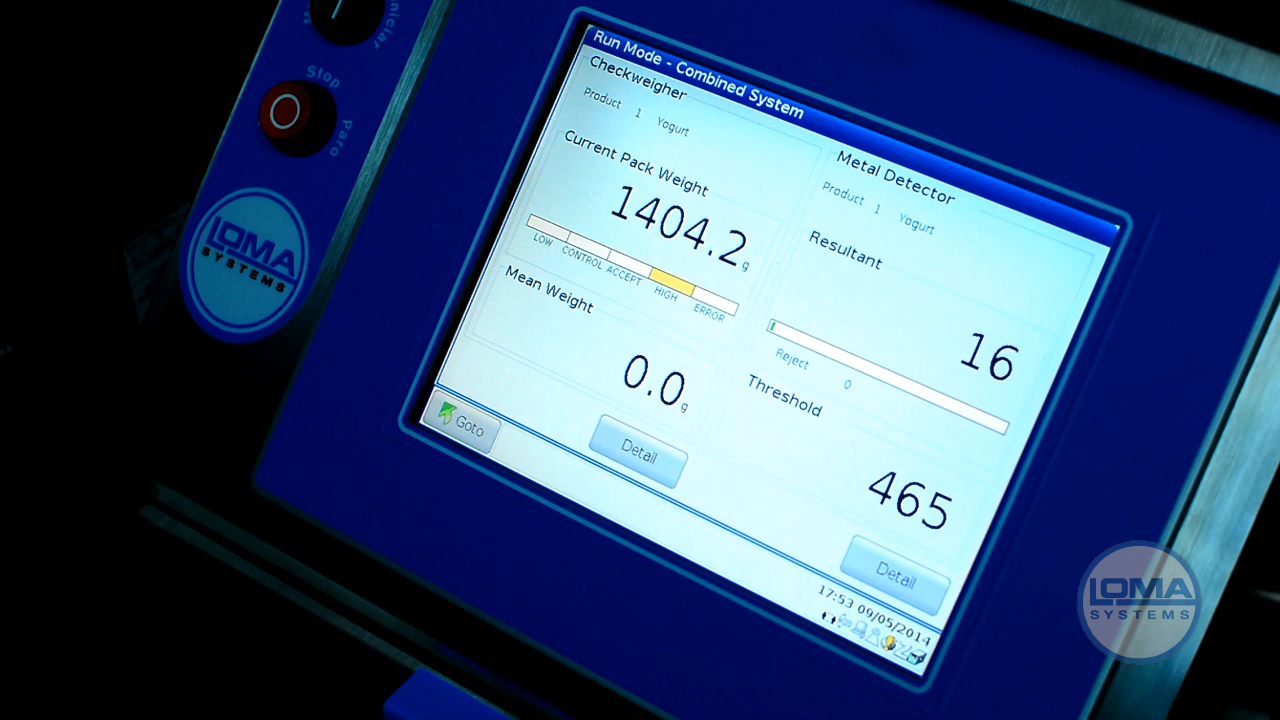 Iniciar
Stop
Paro
LOMA
SYSTEMS
Run Mode - Combined System
Checkweigher
Product 1 Yogurt
Current Pack Weight
1404.2 g
LOW CONTROL ACCEPT HIGH ERROR
Mean Weight
0.0 g
Goto
Detail
Metal Detector
Product 1 Yogurt
Resultant
16
Reject 0
Threshold
465
Detail
17:53 09/05/2014
LOMA
SYSTEMS